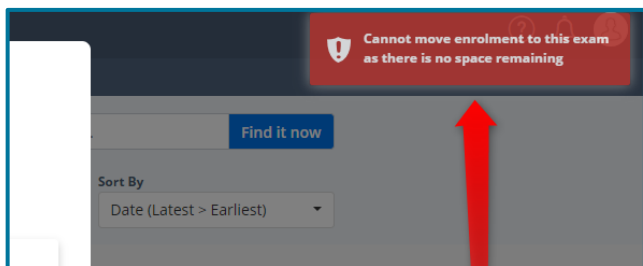 Cannot move enrolment to this exam
as there is no space remaining
Find it now
Sort By
Date (Latest > Earliest)